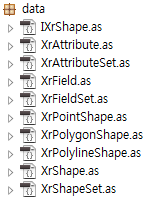 data
IXrShape.as
XrAttribute.as
XrAttributeSet.as
XrField.as
XrFieldSet.as
XrPointShape.as
XrPolygonShape.as
XrPolylineShape.as
XrShape.as
XrShapeSet.as